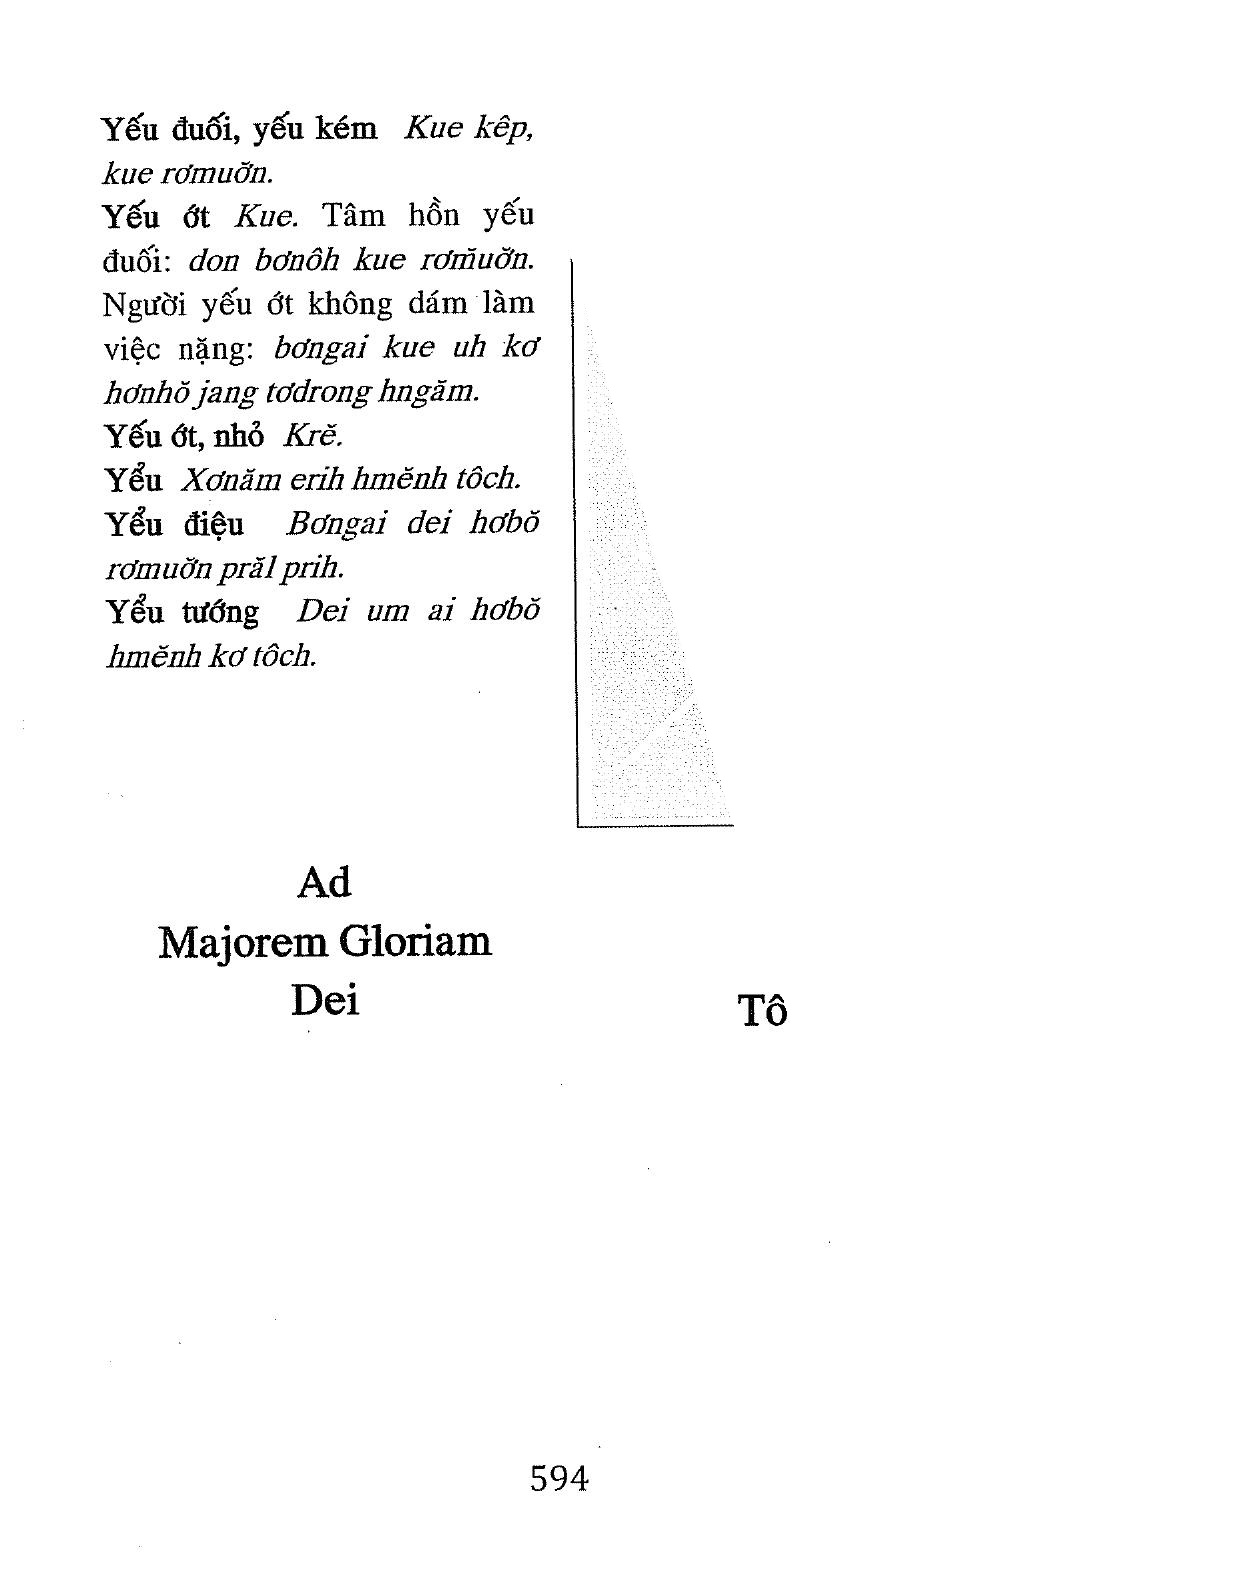 Yếu đuối, yếu kém Kue kêp,
kue rơmuơ̆n.
Yếu ớt Kue. Tâm hồn yếu
đuối: don bơnôh kue rơmuơ̆n.
Người yếu ớt không dám làm
việc nặng: bơngai kue uh kơ
hơnhŏ jang tơdrong hngăm.
Yếu ớt, nhỏ Krĕ.
Yểu Xơnăm erih hmĕnh tôch.
Yểu điệu Bơngai dei hơbŏ
rơmuơ̆n prăl prih.
Yểu tướng Dei um ai hơbŏ
hmĕnh kơ tôch.
Ad
Majorem Gloriam
Dei
Tô
594